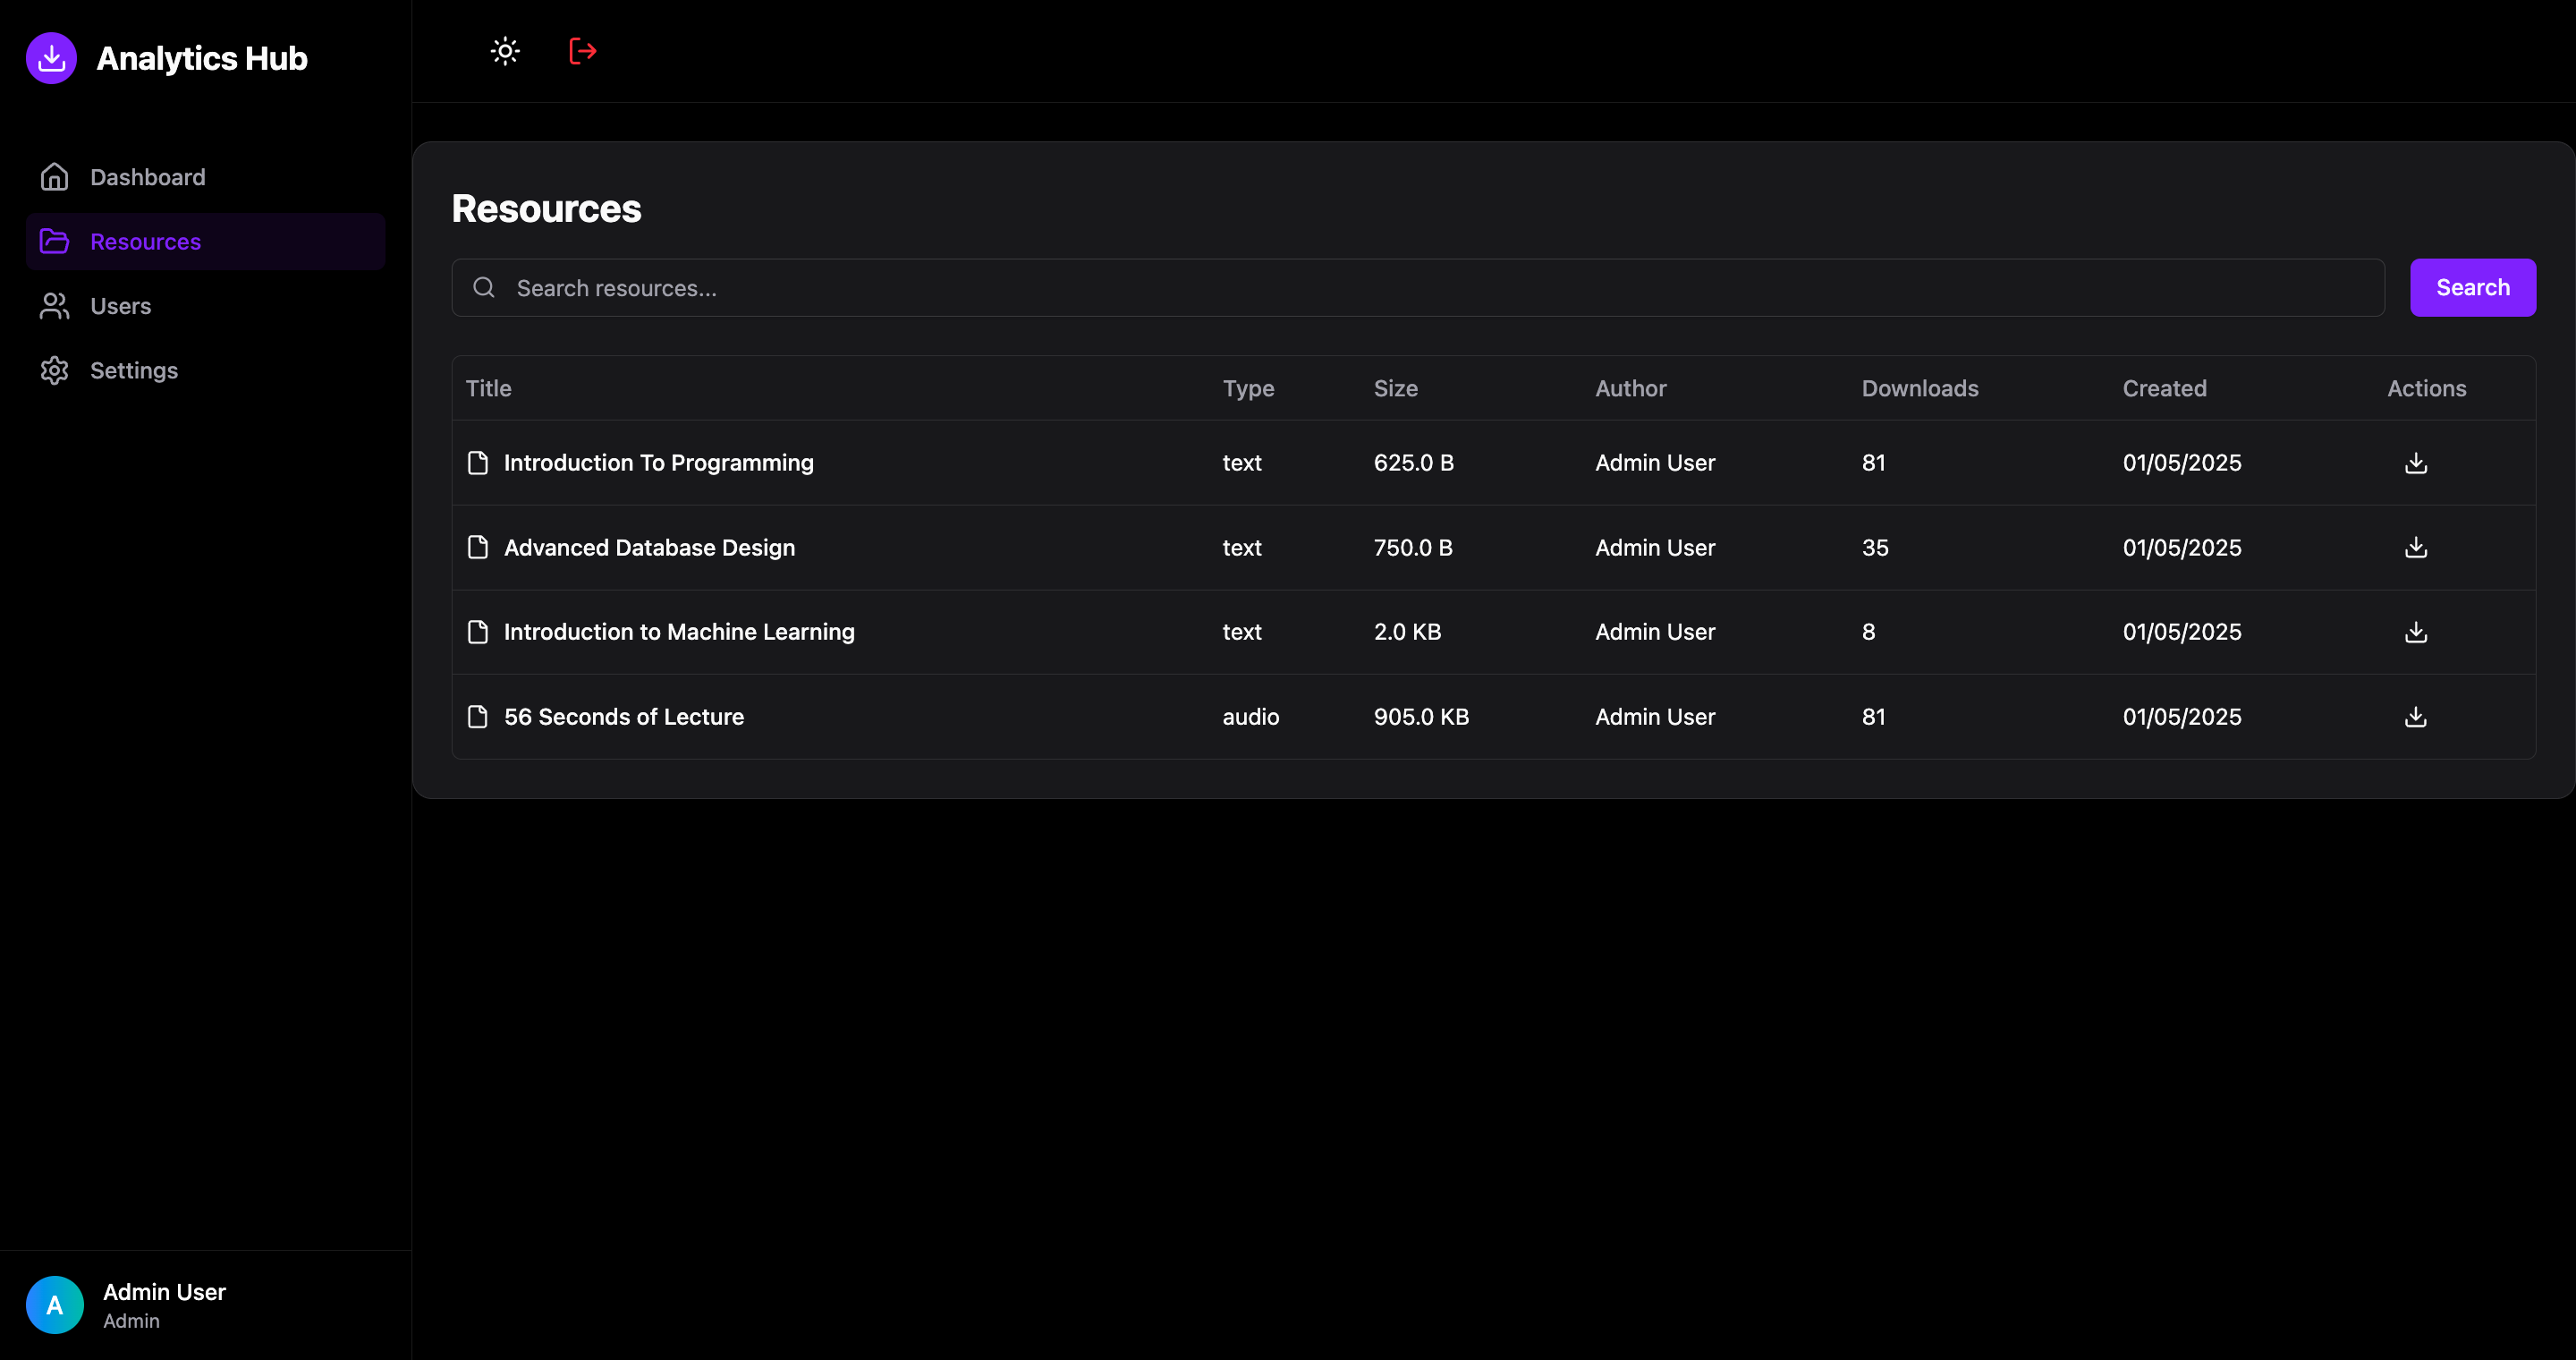 Analytics Hub
Dashboard
Resources
Users
Settings
Admin User
Admin
A
Resources
Search resources...
Search
Title Type Size Author Downloads Created Actions
Introduction To Programming text 625.0 B Admin User 81 01/05/2025
Advanced Database Design text 750.0 B Admin User 35 01/05/2025
Introduction to Machine Learning text 2.0 KB Admin User 8 01/05/2025
56 Seconds of Lecture audio 905.0 KB Admin User 81 01/05/2025